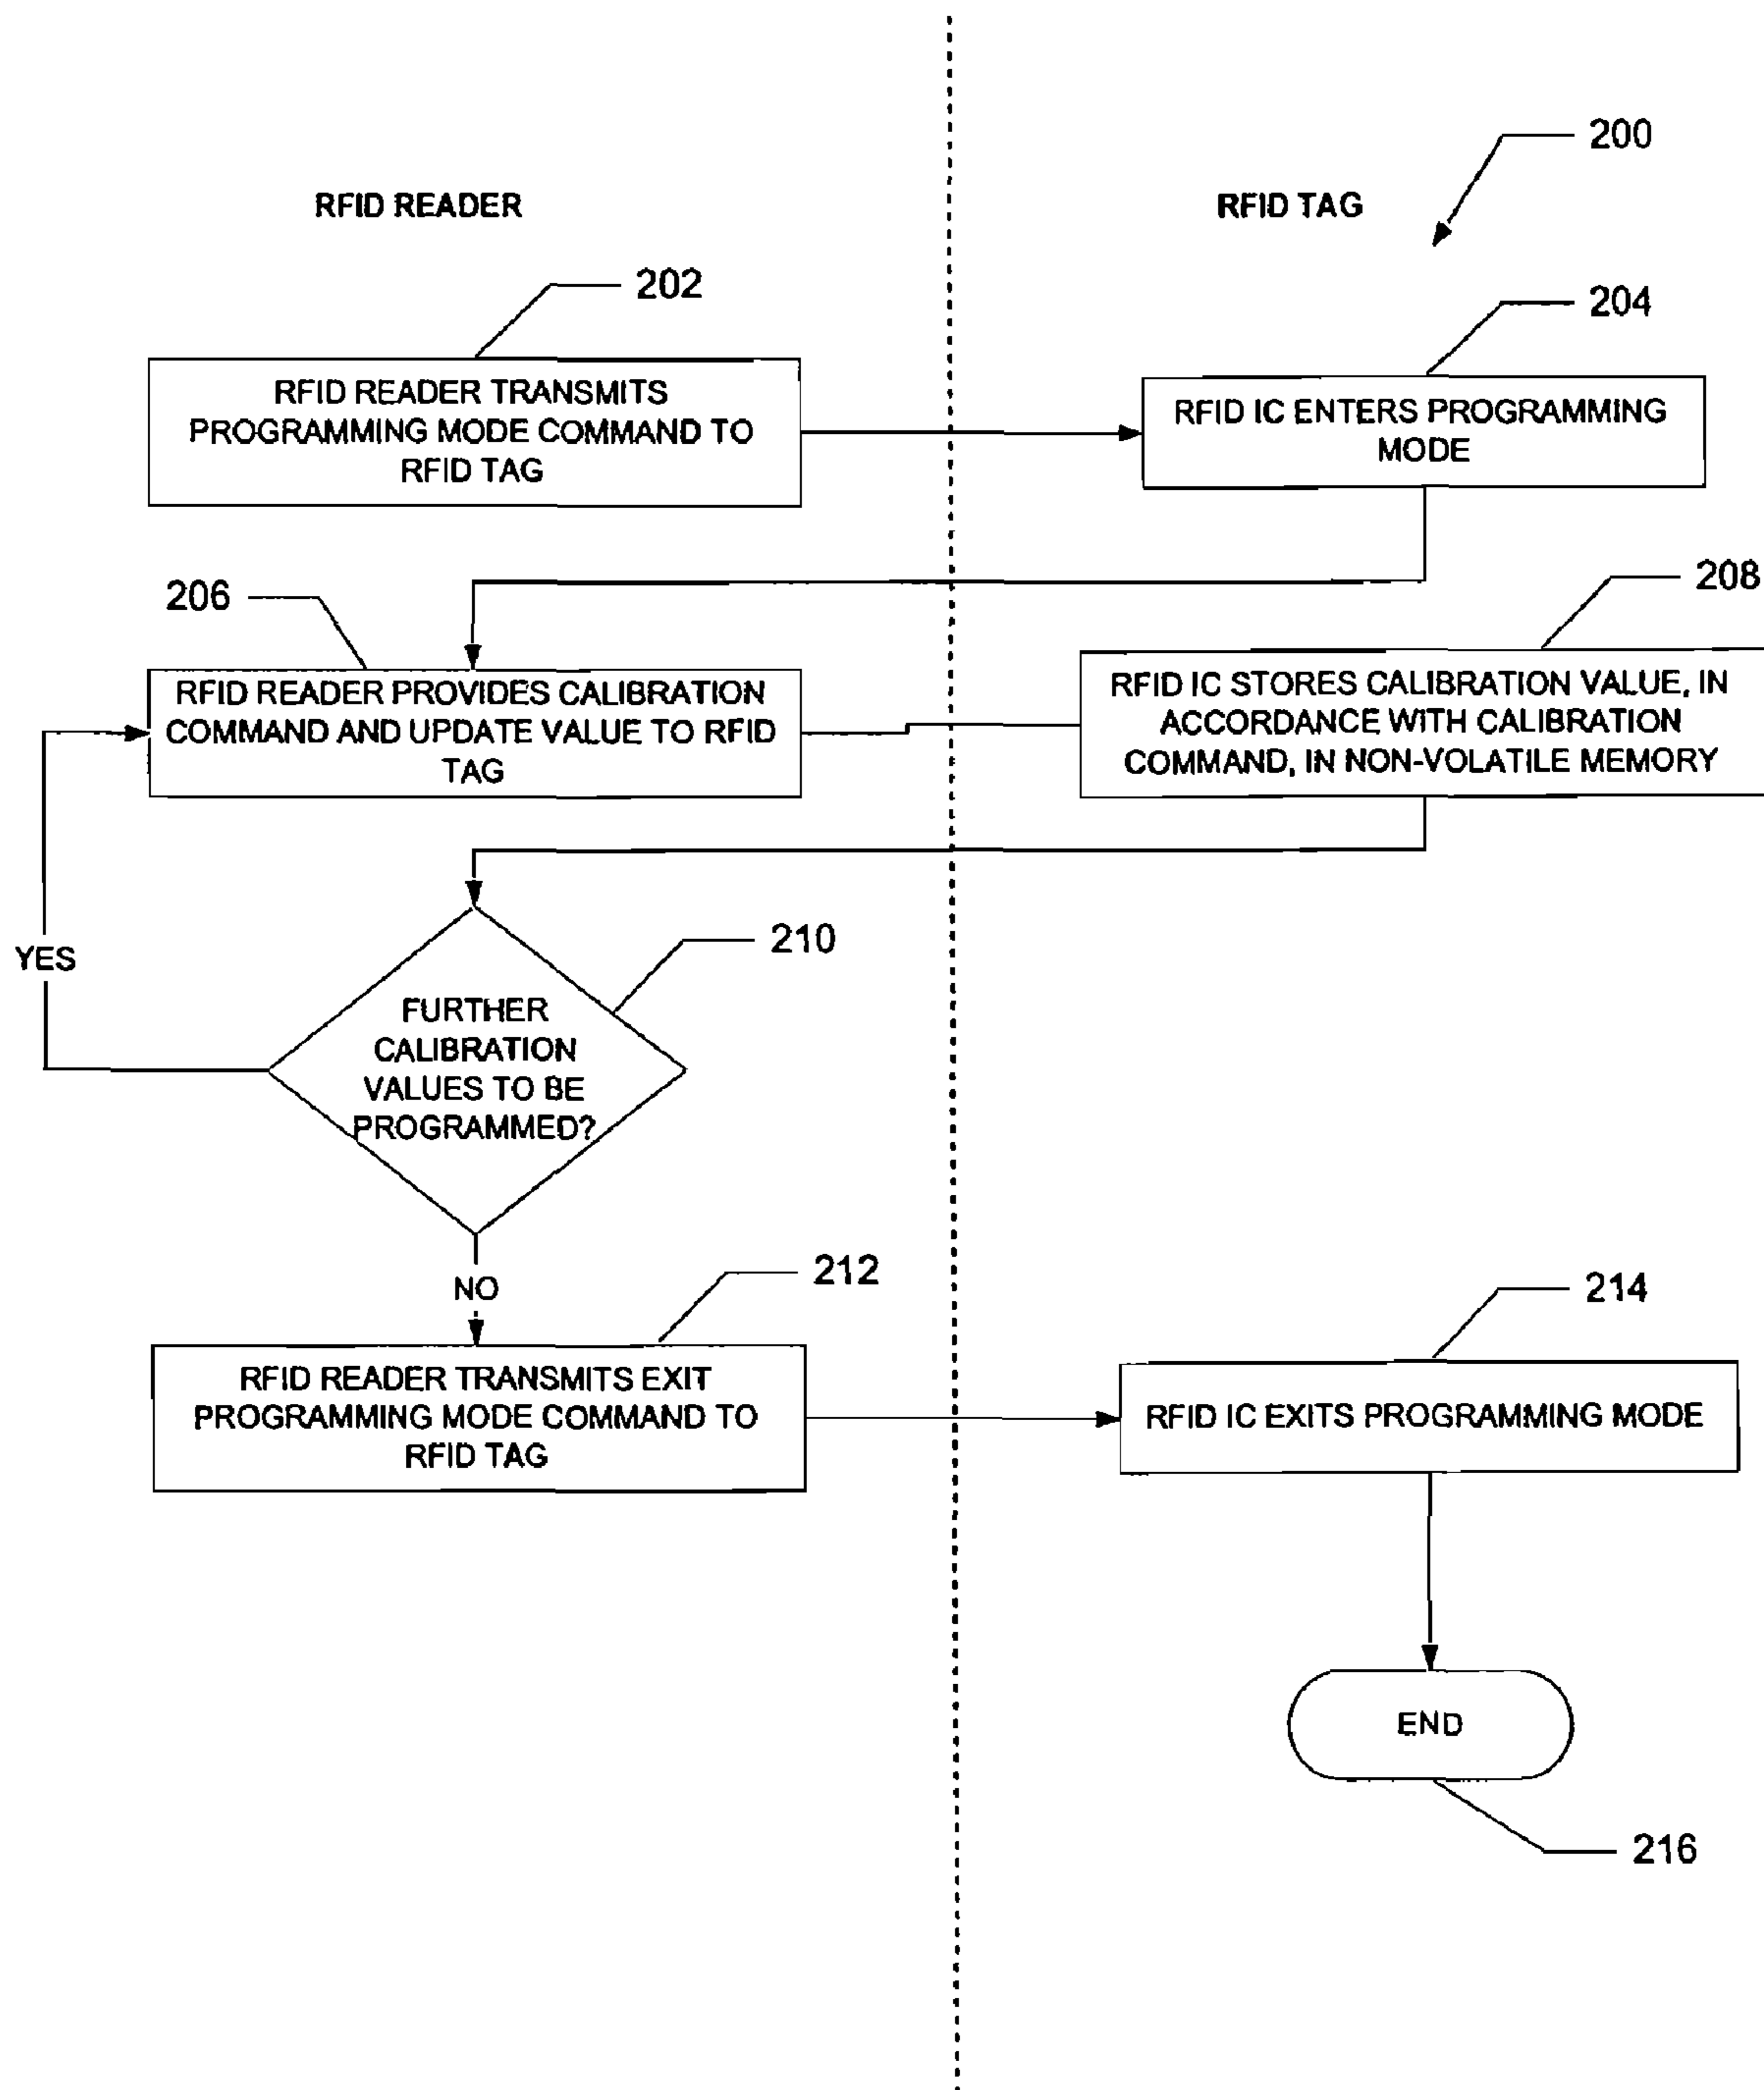 200
RFID READER
RFID TAG
202
204
RFID READER TRANSMITS
PROGRAMMING MODE COMMAND TO
RFID TAG
RFID IC ENTERS PROGRAMMING
MODE
206
208
RFID READER PROVIDES CALIBRATION
COMMAND AND UPDATE VALUE TO RFID
TAG
RFID IC STORES CALIBRATION VALUE, IN
ACCORDANCE WITH CALIBRATION
COMMAND, IN NON-VOLATILE MEMORY
210
YES
FURTHER
CALIBRATION
VALUES TO BE
PROGRAMMED?
NO
212
214
RFID READER TRANSMITS EXIT
PROGRAMMING MODE COMMAND TO
RFID TAG
RFID IC EXITS PROGRAMMING MODE
END
216